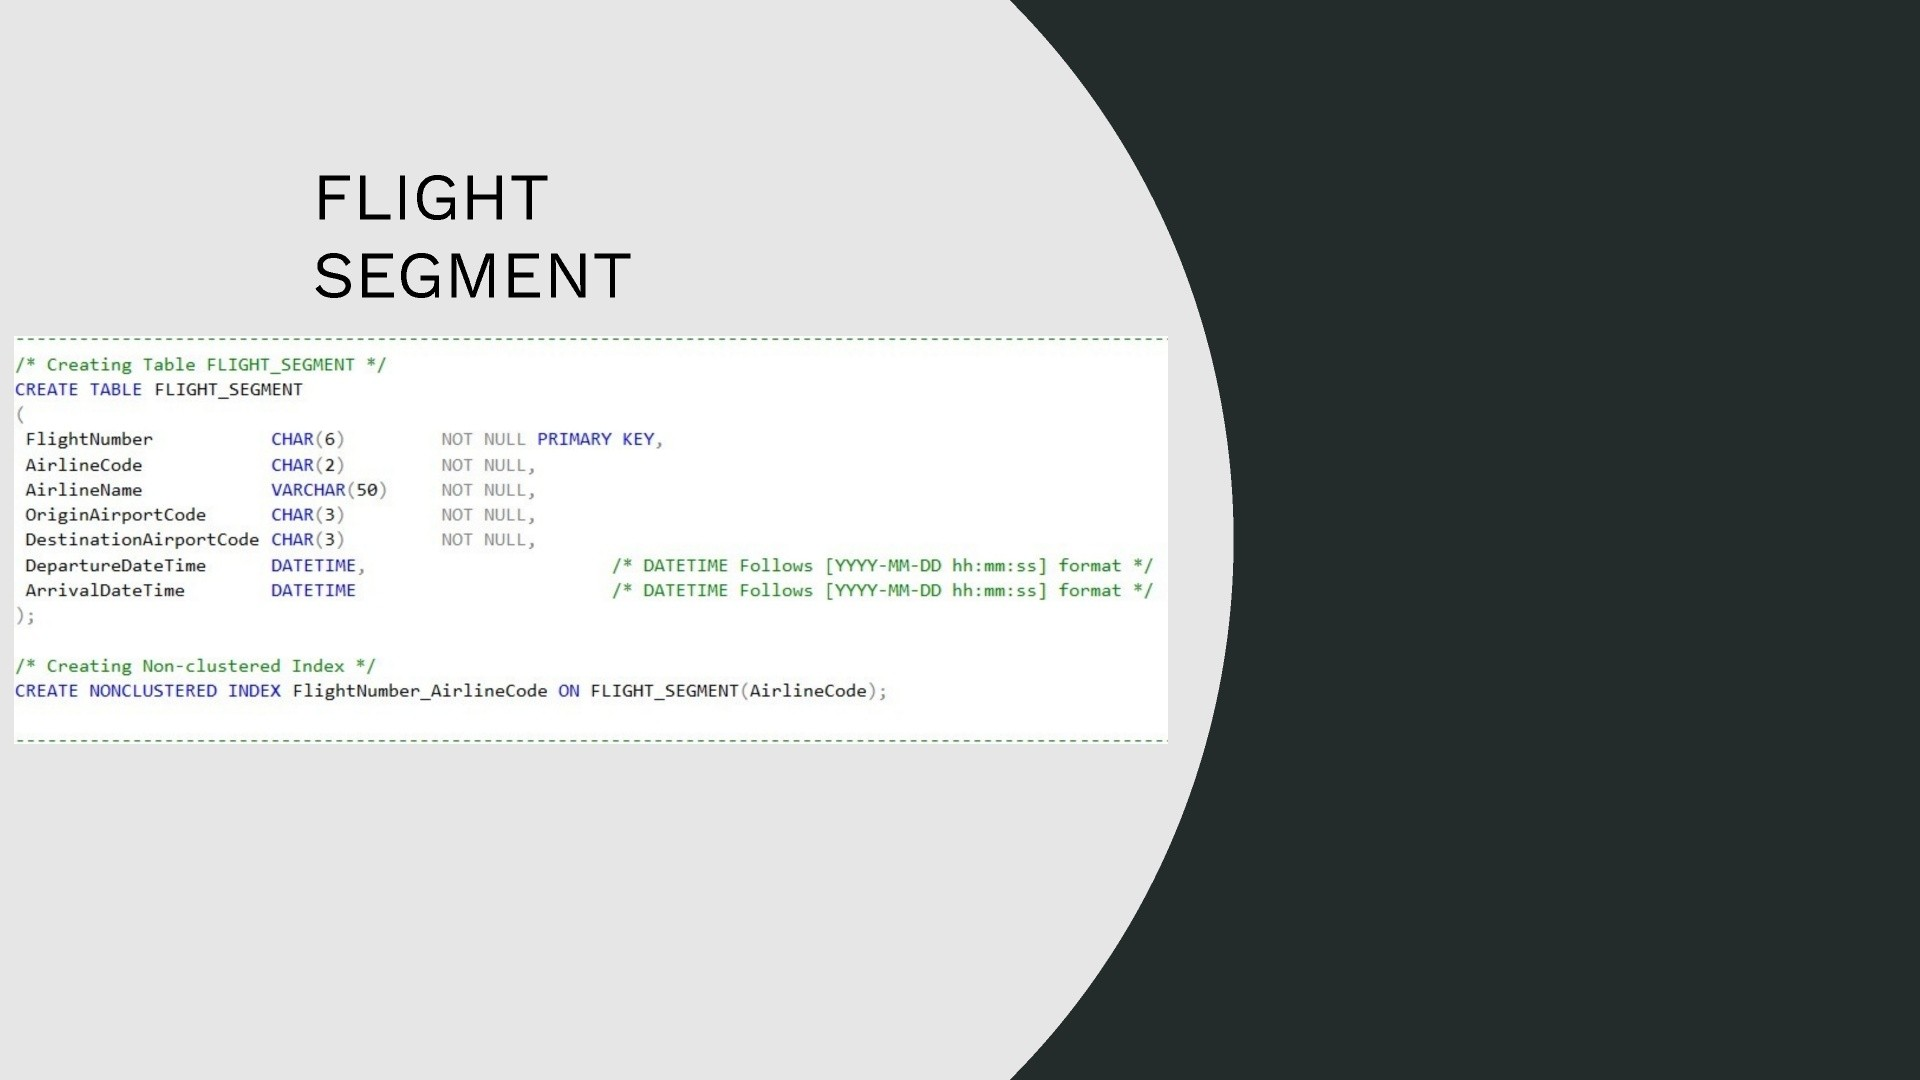 FLIGHT
SEGMENT
/* Creating Table FLIGHT_SEGMENT */
CREATE TABLE FLIGHT_SEGMENT
(
FlightNumber CHAR(6) NOT NULL PRIMARY KEY,
AirlineCode CHAR(2) NOT NULL,
AirlineName VARCHAR(50) NOT NULL,
OriginAirportCode CHAR(3) NOT NULL,
DestinationAirportCode CHAR(3) NOT NULL,
DepartureDateTime DATETIME, /* DATETIME Follows [YYYY-MM-DD hh:mm:ss] format */
ArrivalDateTime DATETIME /* DATETIME Follows [YYYY-MM-DD hh:mm:ss] format */
);
/* Creating Non-clustered Index */
CREATE NONCLUSTERED INDEX FlightNumber_AirlineCode ON FLIGHT_SEGMENT(AirlineCode);